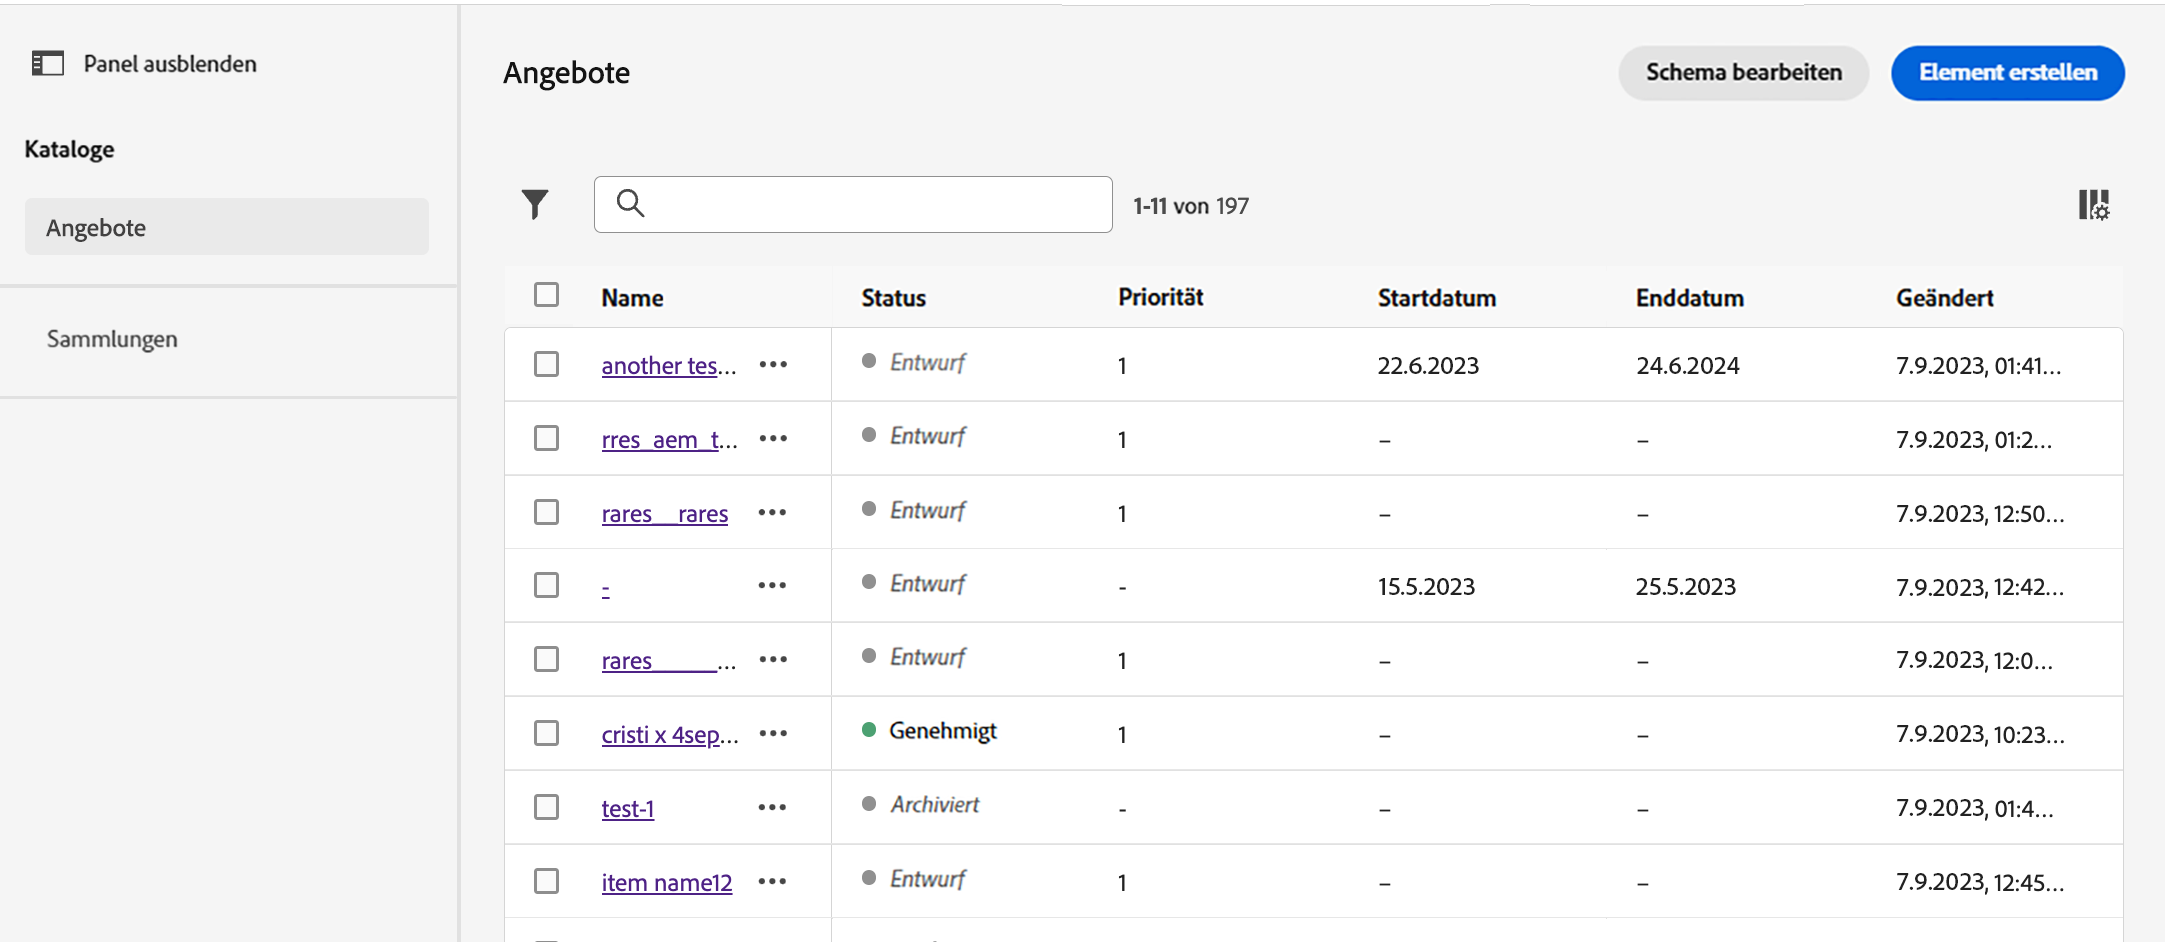 Panel ausblenden
Kataloge
Angebote
Sammlungen
Angebote
Schema bearbeiten
Element erstellen
1-11 von 197
Name Status Priorität Startdatum Enddatum Geändert
another tes... ••• Entwurf 1 22.6.2023 24.6.2024 7.9.2023, 01:41...
rres_aem_t... ••• Entwurf 1 – – 7.9.2023, 01:2...
rares__rares ••• Entwurf 1 – – 7.9.2023, 12:50...
- ••• Entwurf - 15.5.2023 25.5.2023 7.9.2023, 12:42...
rares_____... ••• Entwurf 1 – – 7.9.2023, 12:0...
cristi x 4sep... ••• Genehmigt 1 – – 7.9.2023, 10:23...
test-1 ••• Archiviert - – – 7.9.2023, 01:4...
item name12 ••• Entwurf 1 – – 7.9.2023, 12:45...